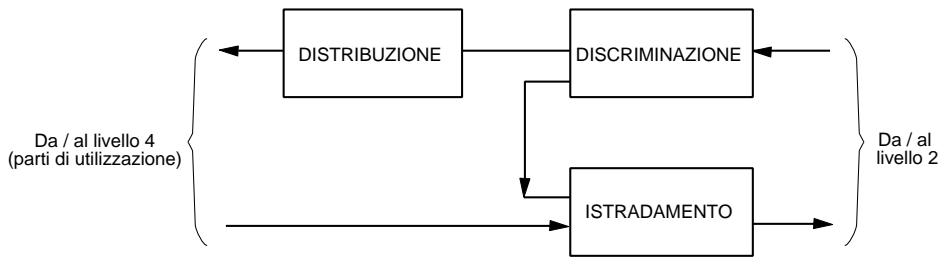 DISTRIBUZIONE
DISCRIMINAZIONE
Da / al livello 4
(parti di utilizzazione)
Da / al
livello 2
ISTRADAMENTO